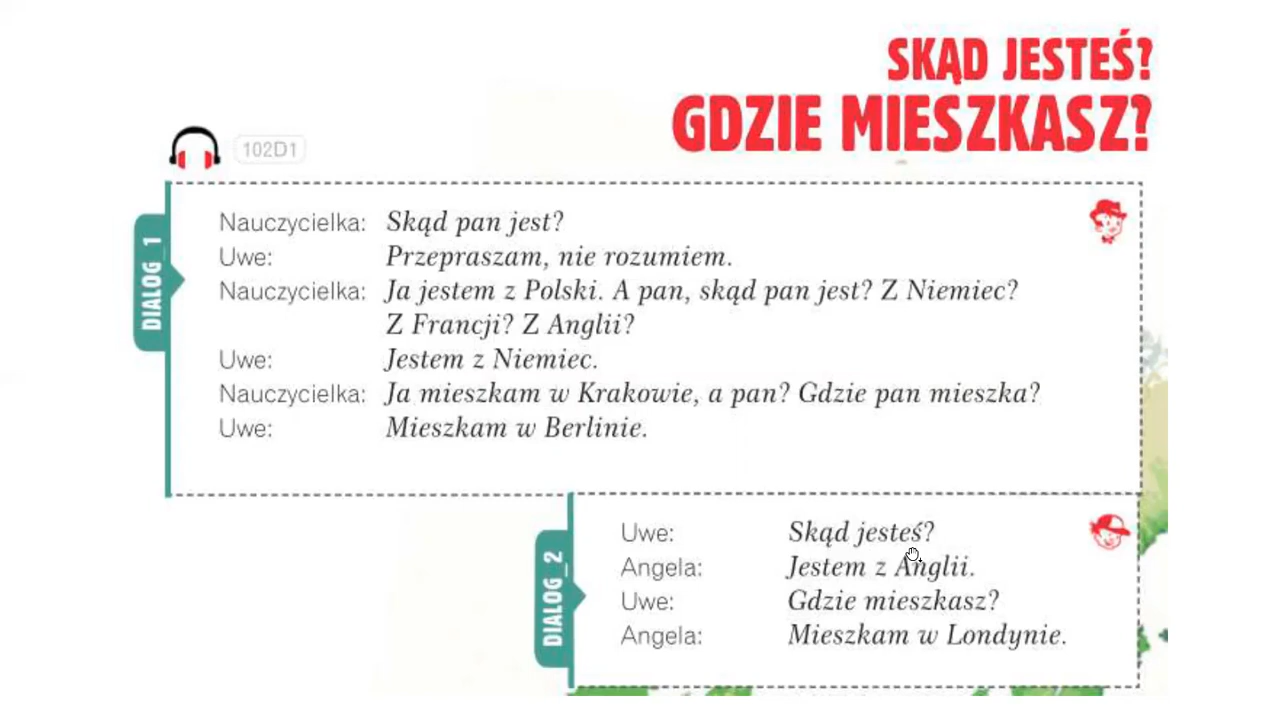 SKĄD JESTEŚ?
GDZIE MIESZKASZ?
102D1
DIALOG_1
Nauczycielka: Skąd pan jest?
Uwe: Przepraszam, nie rozumiem.
Nauczycielka: Ja jestem z Polski. A pan, skąd pan jest? Z Niemiec?
Z Francji? Z Anglii?
Uwe: Jestem z Niemiec.
Nauczycielka: Ja mieszkam w Krakowie, a pan? Gdzie pan mieszka?
Uwe: Mieszkam w Berlinie.
DIALOG_2
Uwe: Skąd jesteś?
Angela: Jestem z Anglii.
Uwe: Gdzie mieszkasz?
Angela: Mieszkam w Londynie.